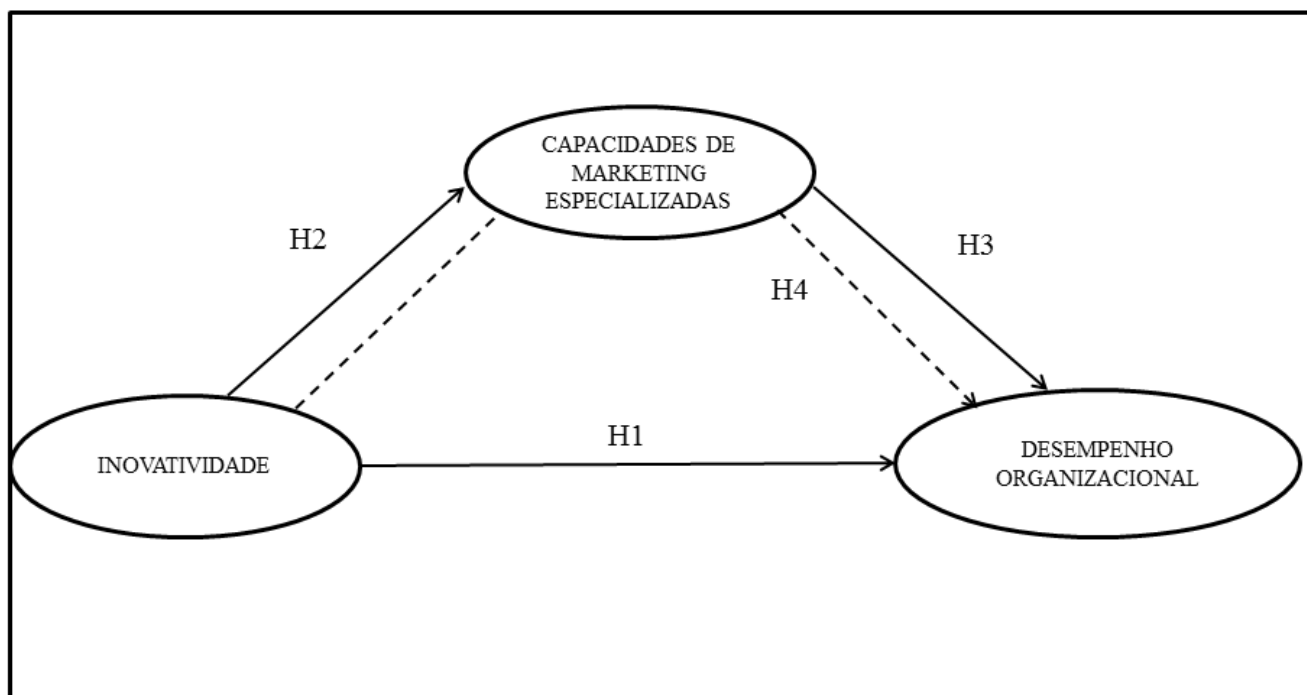 CAPACIDADES DE
MARKETING
ESPECIALIZADAS
H2
H3
H4
H1
INOVATIVIDADE
DESEMPENHO
ORGANIZACIONAL